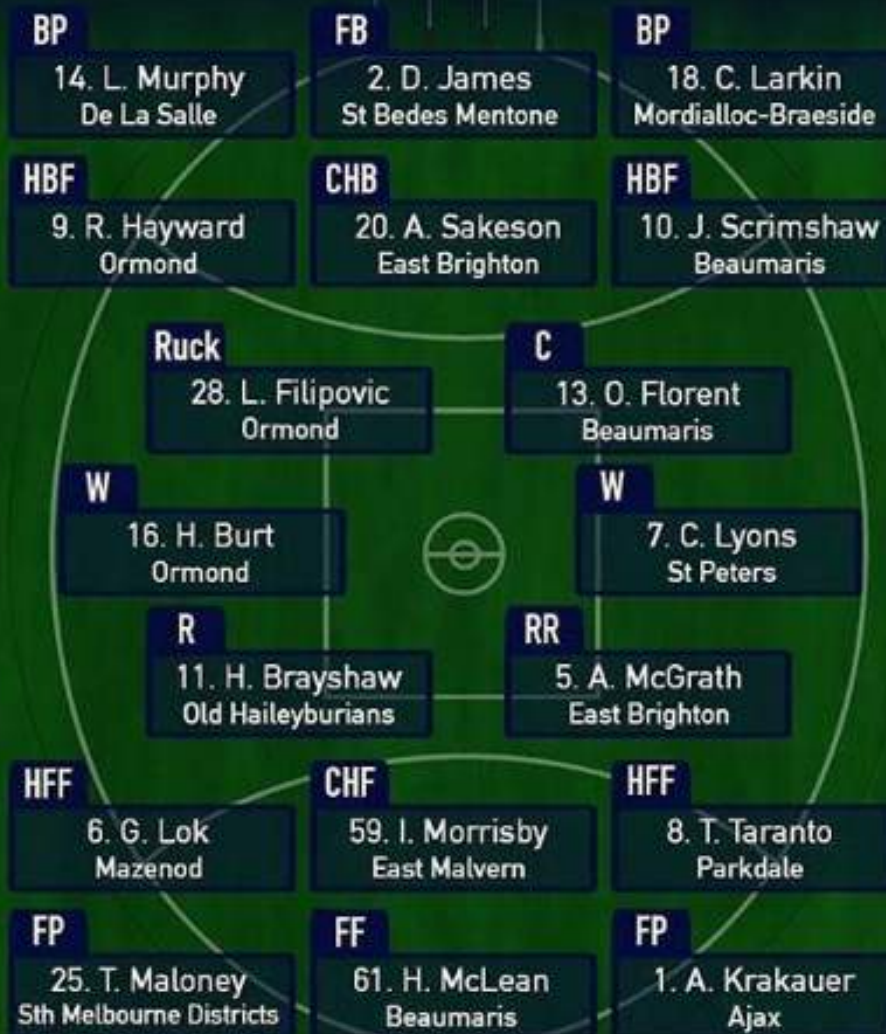 BP
FB
BP
14. L. Murphy
2. D. James
18. C. Larkin
De La Salle
St Bedes Mentone
Mordialloc-Braeside
HBF
CHB
HBF
9. R. Hayward
20. A. Sakeson
10. J. Scrimshaw
Ormond
East Brighton
Beaumaris
Ruck
C
28. L. Filipovic
13. O. Florent
Ormond
Beaumaris
W
W
16. H. Burt
7. C. Lyons
Ormond
St Peters
R
RR
11. H. Brayshaw
5. A. McGrath
Old Haileyburians
East Brighton
HFF
CHF
HFF
6. G. Lok
59. I. Morrisby
8. T. Taranto
Mazenod
East Malvern
Parkdale
FP
FF
FP
25. T. Maloney
61. H. McLean
1. A. Krakauer
Sth Melbourne Districts
Beaumaris
Ajax